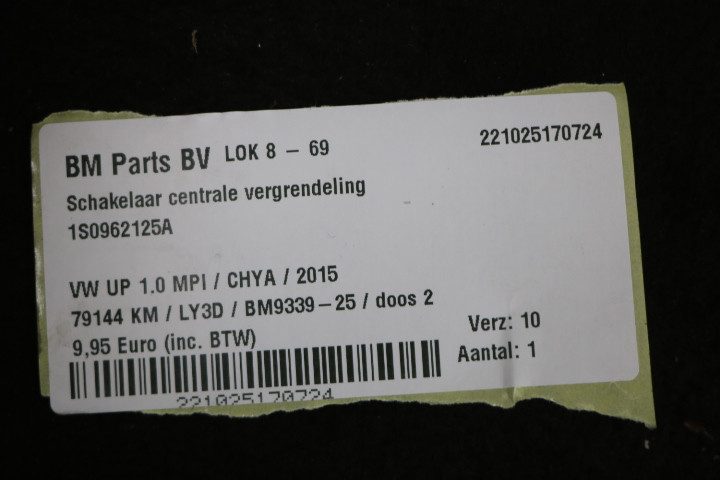 BM Parts BV LOK 8 - 69
221025170724
Schakelaar centrale vergrendeling
1S0962125A
VW UP 1.0 MPI / CHYA / 2015
79144 KM / LY3D / BM9339-25 / doos 2
9,95 Euro (inc. BTW)
Verz: 10
Aantal: 1
221025170724